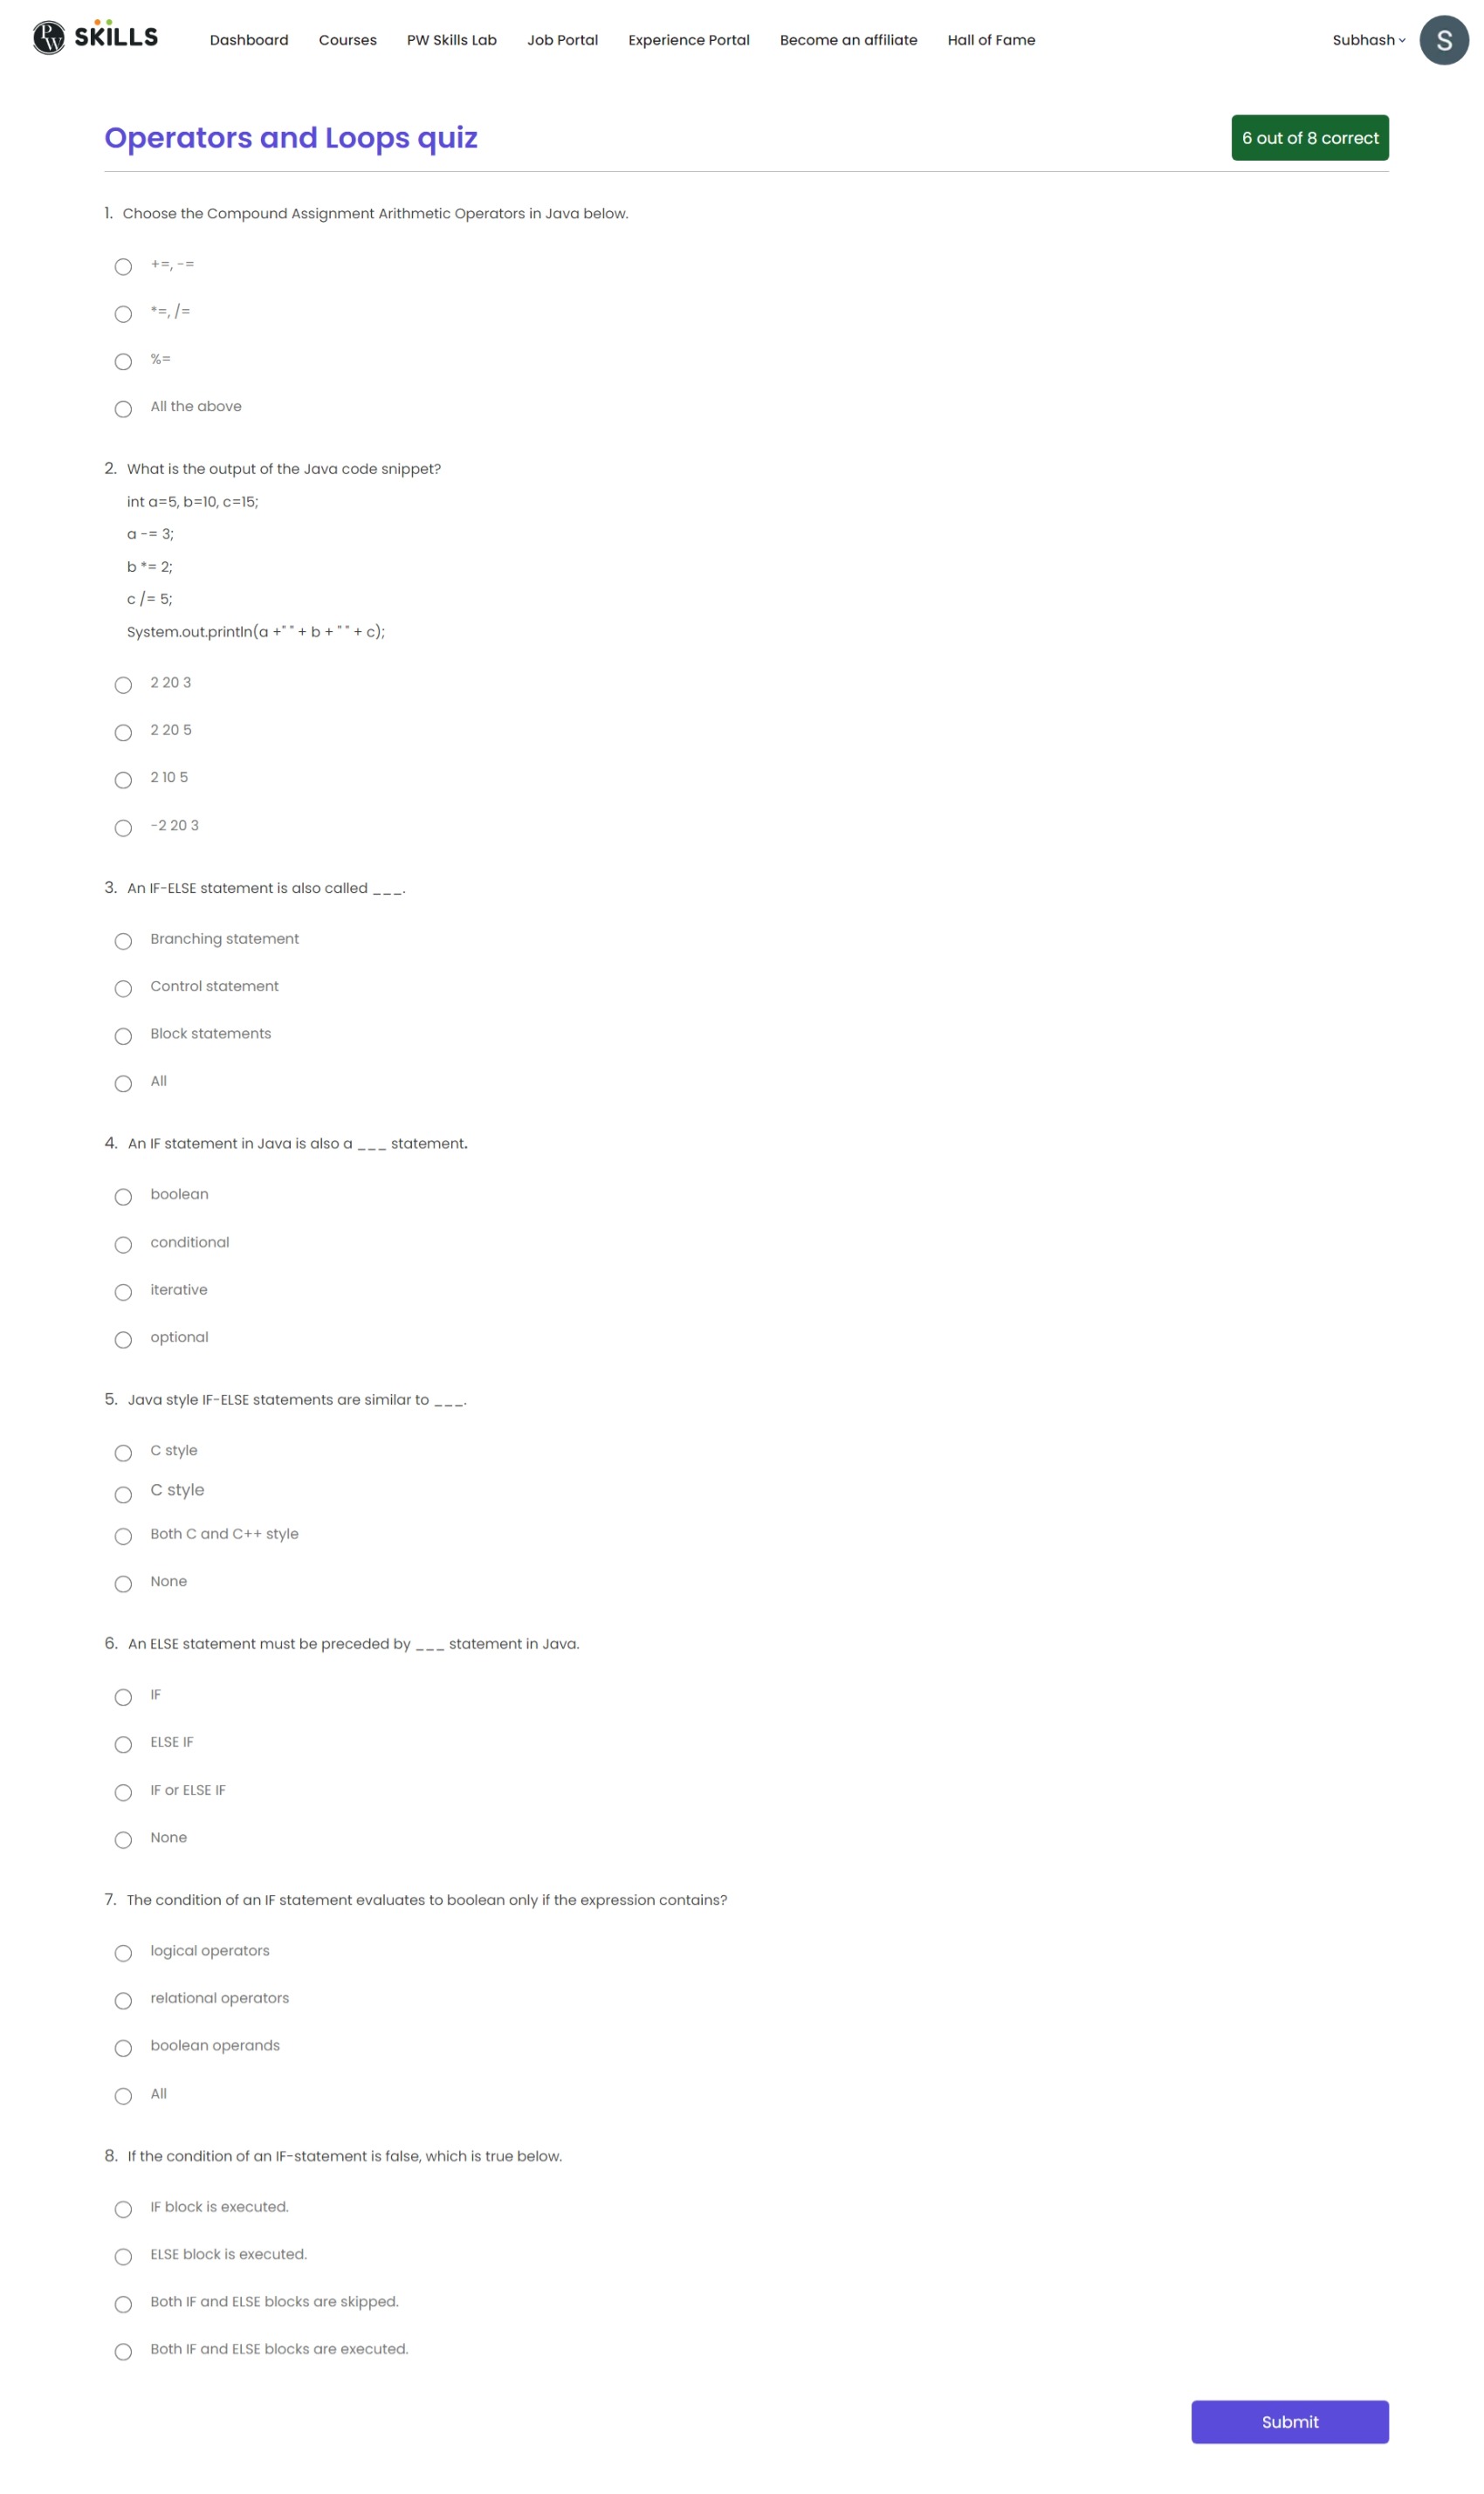 PW SKILLS
Dashboard Courses PW Skills Lab Job Portal Experience Portal Become an affiliate Hall of Fame Subhash S
Operators and Loops quiz
6 out of 8 correct
1. Choose the Compound Assignment Arithmetic Operators in Java below.
+=, -=
*=, /=
%=
All the above
2. What is the output of the Java code snippet?
int a=5, b=10, c=15;
a -= 3;
b *= 2;
c /= 5;
System.out.println(a +" " + b + " " + c);
2 20 3
2 20 5
2 10 5
-2 20 3
3. An IF-ELSE statement is also called ___.
Branching statement
Control statement
Block statements
All
4. An IF statement in Java is also a ___ statement.
boolean
conditional
iterative
optional
5. Java style IF-ELSE statements are similar to ___.
C style
C style
Both C and C++ style
None
6. An ELSE statement must be preceded by ___ statement in Java.
IF
ELSE IF
IF or ELSE IF
None
7. The condition of an IF statement evaluates to boolean only if the expression contains?
logical operators
relational operators
boolean operands
All
8. If the condition of an IF-statement is false, which is true below.
IF block is executed.
ELSE block is executed.
Both IF and ELSE blocks are skipped.
Both IF and ELSE blocks are executed.
Submit